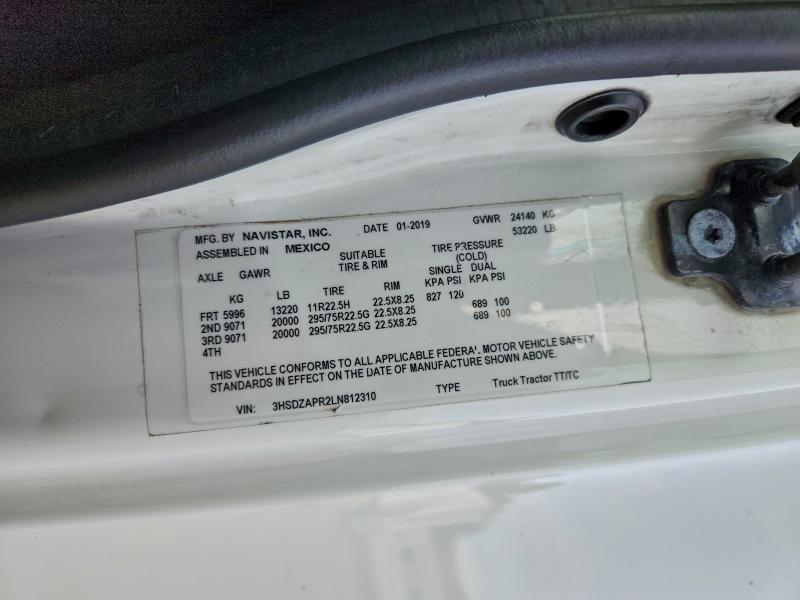 MFG. BY NAVISTAR, INC. DATE 01-2019 GVWR 24140 KG
ASSEMBLED IN MEXICO 53220 LB
SUITABLE TIRE PRESSURE
AXLE GAWR TIRE & RIM (COLD)
SINGLE DUAL
KG LB TIRE RIM KPA PSI KPA PSI
FRT 5996 13220 11R22.5H 22.5X8.25 827 120
2ND 9071 20000 295/75R22.5G 22.5X8.25 689 100
3RD 9071 20000 295/75R22.5G 22.5X8.25 689 100
4TH
THIS VEHICLE CONFORMS TO ALL APPLICABLE FEDERAL MOTOR VEHICLE SAFETY
STANDARDS IN EFFECT ON THE DATE OF MANUFACTURE SHOWN ABOVE.
VIN: 3HSDZAPR2LN812310 TYPE Truck Tractor TT/TC